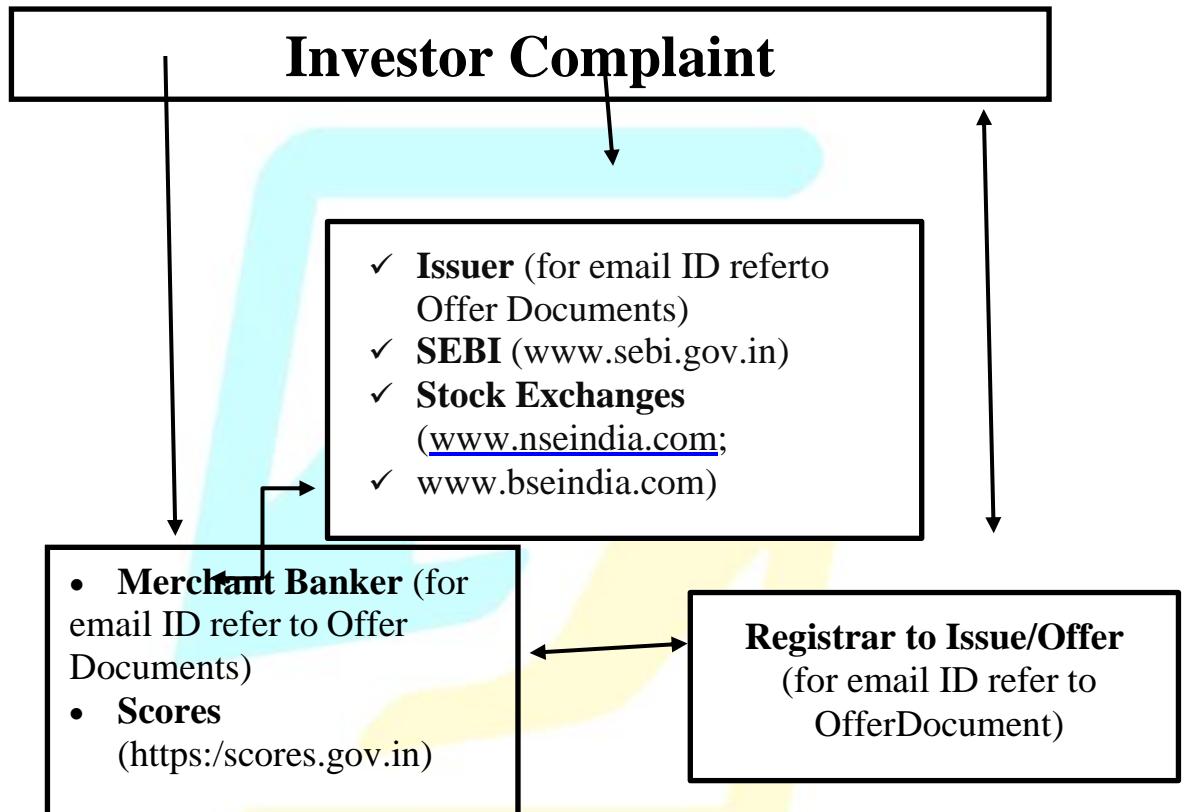 Investor Complaint
✓ Issuer (for email ID referto
Offer Documents)
✓ SEBI (www.sebi.gov.in)
✓ Stock Exchanges
(www.nseindia.com;
✓ www.bseindia.com)
• Merchant Banker (for
email ID refer to Offer
Documents)
• Scores
(https:/scores.gov.in)
Registrar to Issue/Offer
(for email ID refer to
OfferDocument)